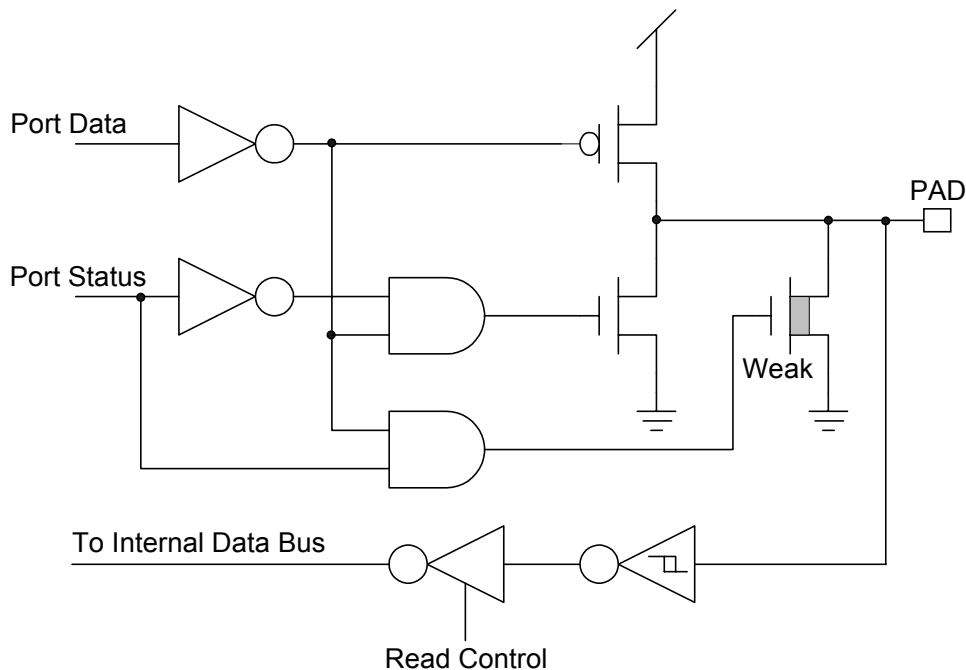 Port Data
PAD
Port Status
Weak
To Internal Data Bus
Read Control